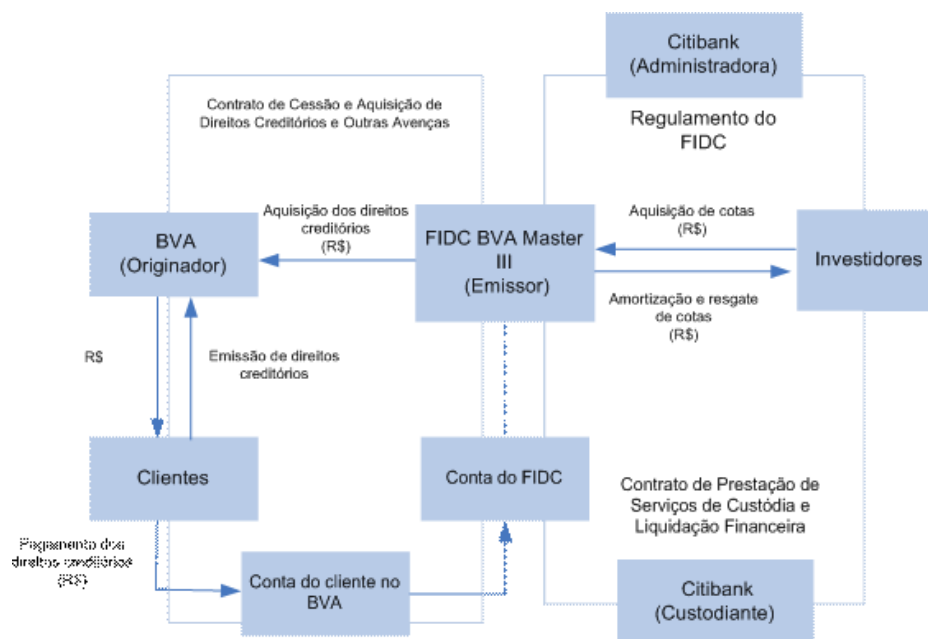 Citibank
(Administradora)
Contrato de Cessão e Aquisição de
Direitos Creditórios e Outras Avenças
Regulamento do
FIDC
BVA
(Originador)
Aquisição dos direitos
creditórios
(R$)
FIDC BVA Master
III
(Emissor)
Aquisição de cotas
(R$)
Investidores
Amortização e resgate
de cotas
(R$)
R$
Emissão de direitos
creditórios
Clientes
Conta do FIDC
Contrato de Prestação de
Serviços de Custódia e
Liquidação Financeira
Pagamento dos
direitos creditórios
(R$)
Conta do cliente no
BVA
Citibank
(Custodiante)